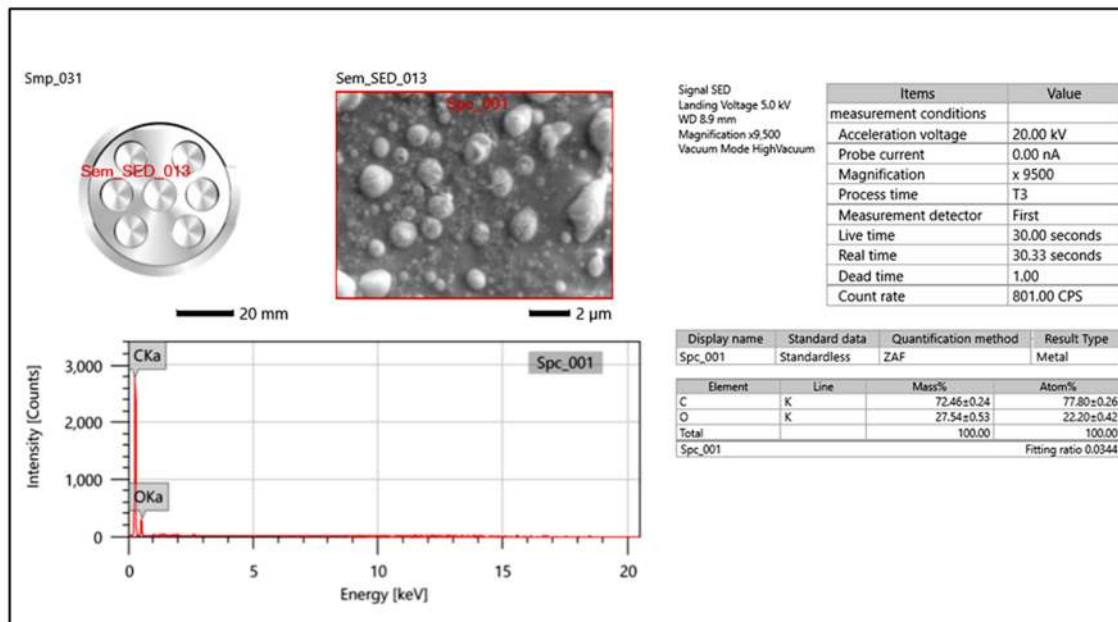 Smp_031
Sem_SED_013
20 mm
Sem_SED_013
Spc_001
2 µm
Signal SED
Landing Voltage 5.0 kV
WD 8.9 mm
Magnification x9,500
Vacuum Mode HighVacuum
Items Value
measurement conditions
Acceleration voltage 20.00 kV
Probe current 0.00 nA
Magnification x 9500
Process time T3
Measurement detector First
Live time 30.00 seconds
Real time 30.33 seconds
Dead time 1.00
Count rate 801.00 CPS
Intensity [Counts]
3,000
2,000
1,000
0
CKa
OKa
Spc_001
0 5 10 15 20
Energy [keV]
Display name Standard data Quantification method Result Type
Spc_001 Standardless ZAF Metal
Element Line Mass% Atom%
C K 72.46±0.24 77.80±0.26
O K 27.54±0.53 22.20±0.42
Total 100.00 100.00
Spc_001 Fitting ratio 0.0344